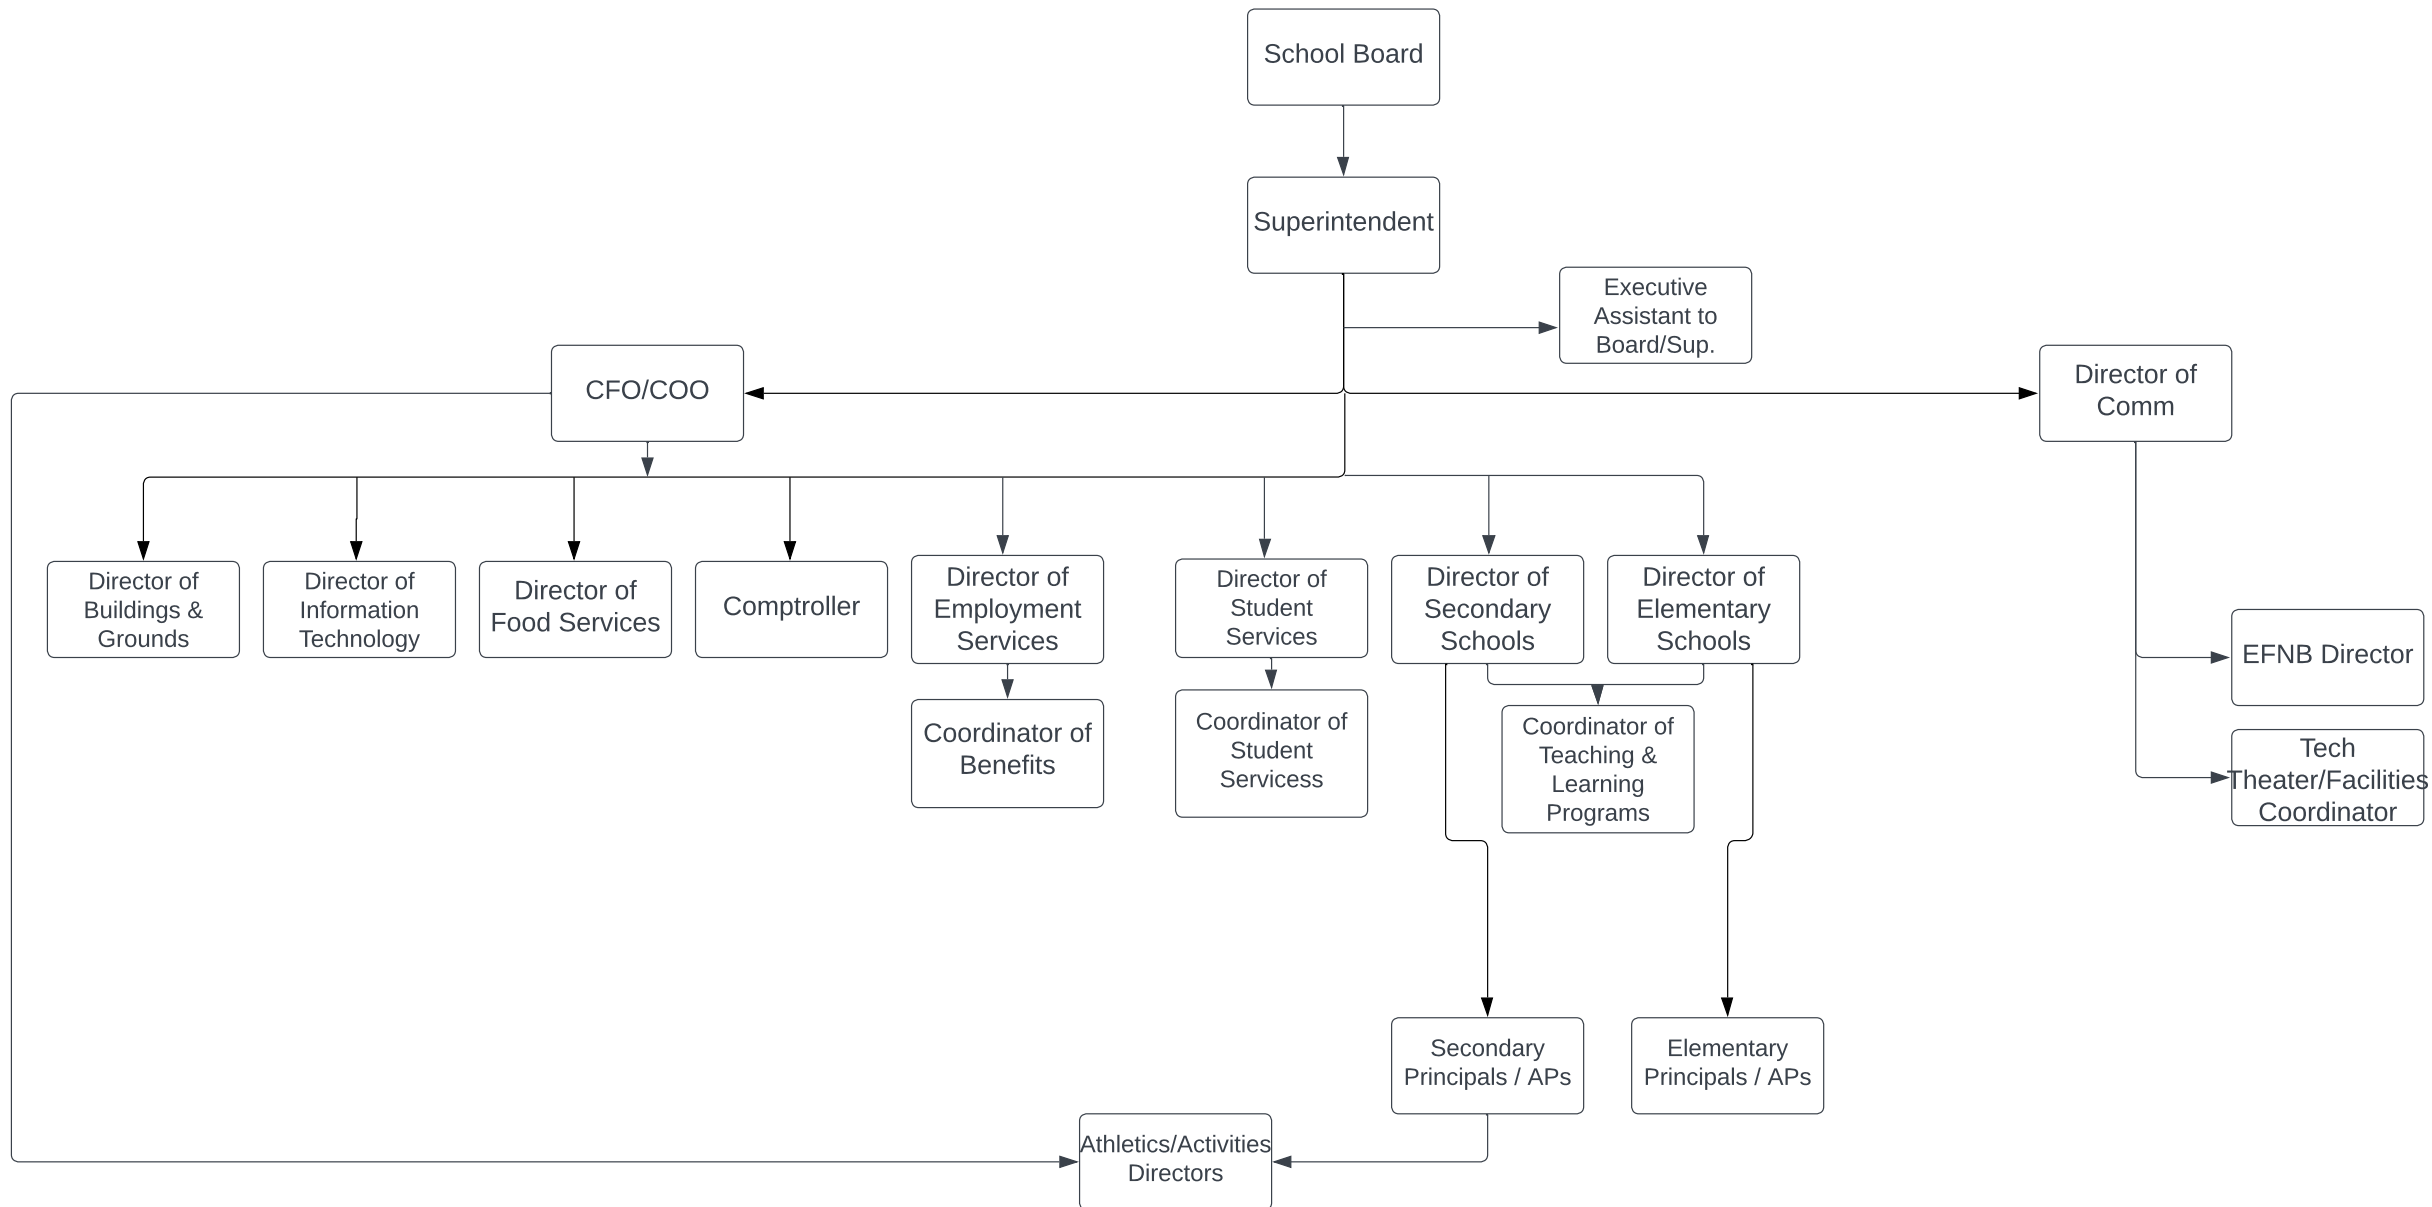 School Board
Superintendent
Executive
Assistant to
Board/Sup.
CFO/COO
Director of
Comm
Director of
Buildings &
Grounds
Director of
Information
Technology
Director of
Food Services
Comptroller
Director of
Employment
Services
Director of
Student
Services
Director of
Secondary
Schools
Director of
Elementary
Schools
EFNB Director
Coordinator of
Benefits
Coordinator of
Student
Servicess
Coordinator of
Teaching &
Learning
Programs
Tech
Theater/Facilities
Coordinator
Secondary
Principals / APs
Elementary
Principals / APs
Athletics/Activities
Directors